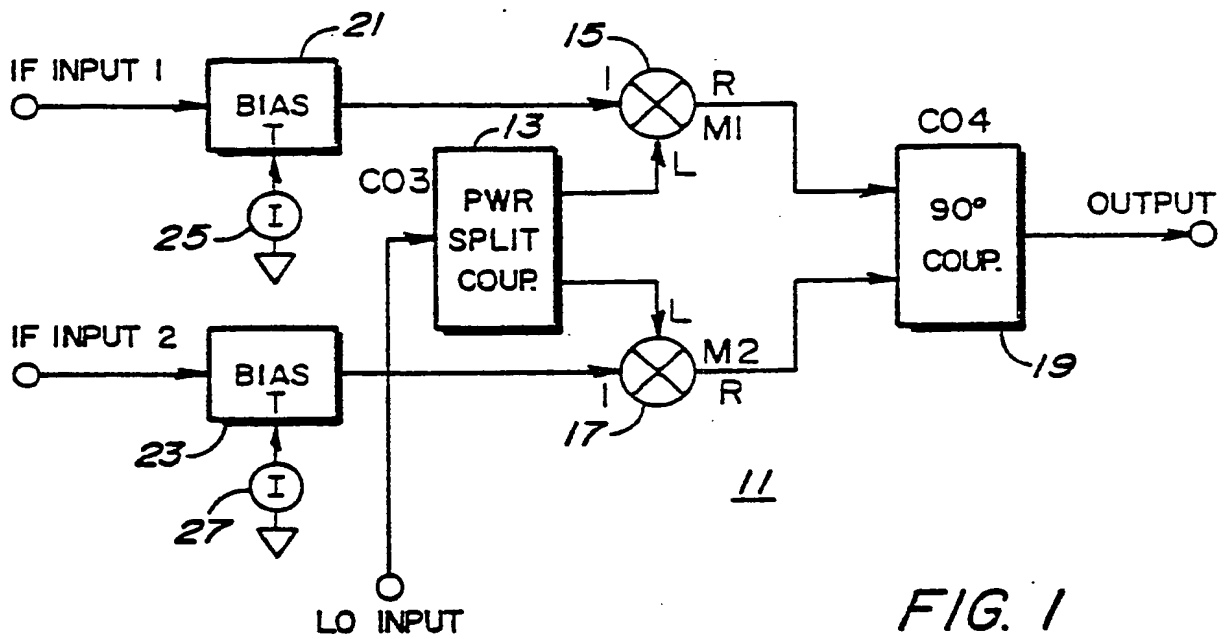 21
IF INPUT 1
BIAS
T
I
25
15
I
R
M1
L
13
CO3
PWR
SPLIT
COUP.
CO4
90°
COUP.
19
OUTPUT
IF INPUT 2
BIAS
T
23
I
27
L
M2
I
R
17
11
LO INPUT
FIG. 1